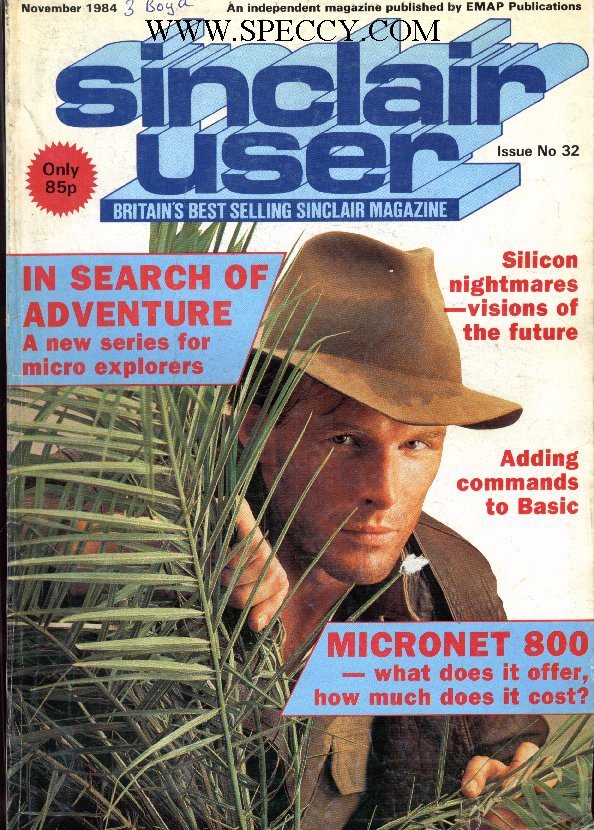 November 1984 3 Boya An independent magazine published by EMAP Publications
WWW.SPECCY.COM
sinclair
user
Issue No 32
Only
85p
BRITAIN'S BEST SELLING SINCLAIR MAGAZINE
IN SEARCH OF
ADVENTURE
A new series for
micro explorers
Silicon
nightmares
—visions of
the future
Adding
commands
to Basic
MICRONET 800
— what does it offer,
how much does it cost?